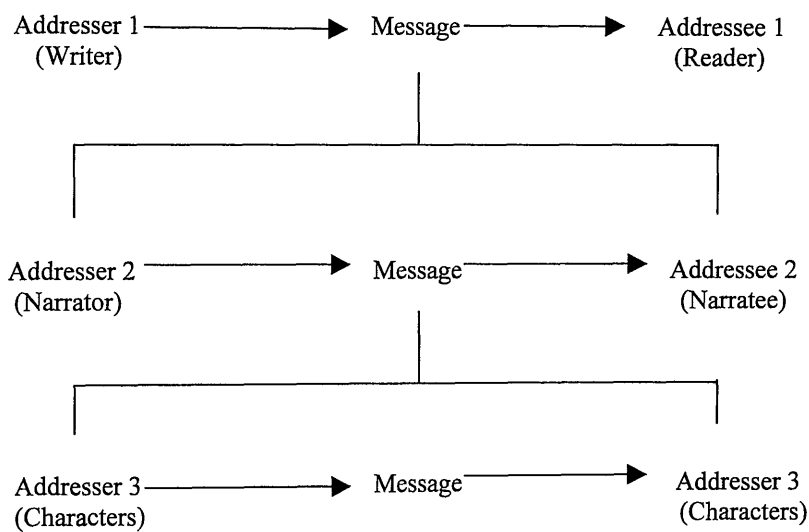 Addresser 1 Message Addressee 1
(Writer) (Reader)
Addresser 2 Message Addressee 2
(Narrator) (Narratee)
Addresser 3 Message Addresser 3
(Characters) (Characters)